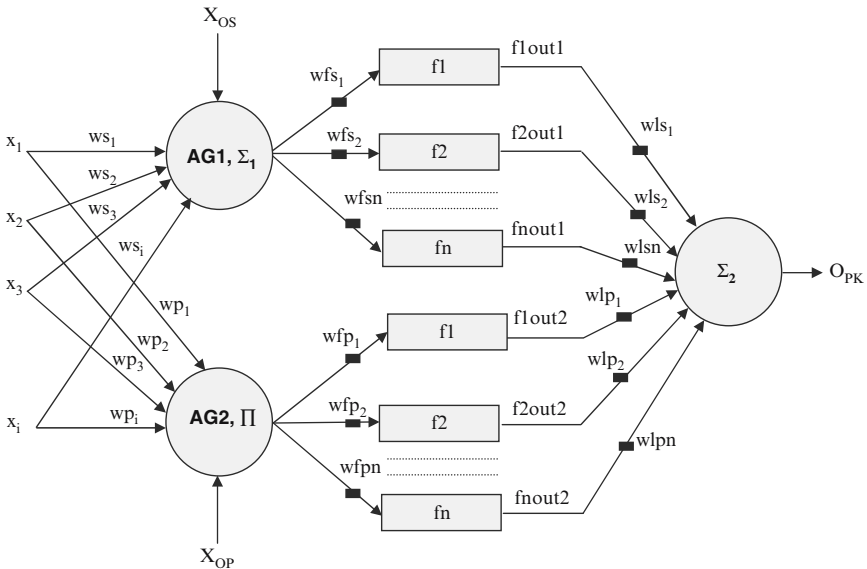 X_OS
x_1
x_2
x_3
x_i
ws_1
ws_2
ws_3
ws_i
wp_1
wp_2
wp_3
wp_i
AG1, Σ_1
AG2, Π
X_OP
wfs_1
wfs_2
wfsn
f1
f2
fn
f1out1
f2out1
fnout1
wls_1
wls_2
wlsn
wfp_1
wfp_2
wfpn
f1
f2
fn
f1out2
f2out2
fnout2
wlp_1
wlp_2
wlpn
Σ_2
O_PK